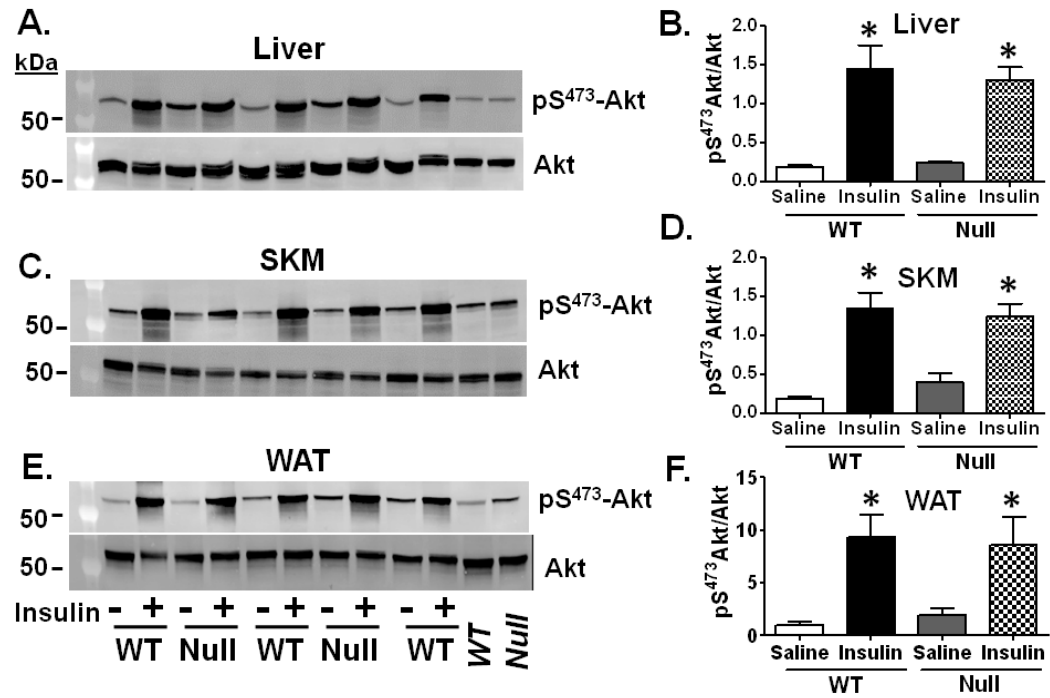 A.
Liver
kDa
pS473-Akt
50
Akt
50
B.
Liver
pS473Akt/Akt
2.0
1.5
1.0
0.5
0.0
*
*
Saline Insulin Saline Insulin
WT Null
C.
SKM
pS473-Akt
50
50
Akt
D.
SKM
pS473Akt/Akt
2.0
1.5
1.0
0.5
0.0
*
*
Saline Insulin Saline Insulin
WT Null
E.
WAT
pS473-Akt
50
50
Akt
Insulin - + - + - + - + - +
WT Null WT Null WT WT Null
F.
WAT
pS473Akt/Akt
15
10
5
0
*
*
Saline Insulin Saline Insulin
WT Null